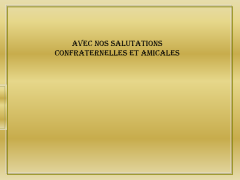 AVEC NOS SALUTATIONS
CONFRATERNELLES ET AMICALES